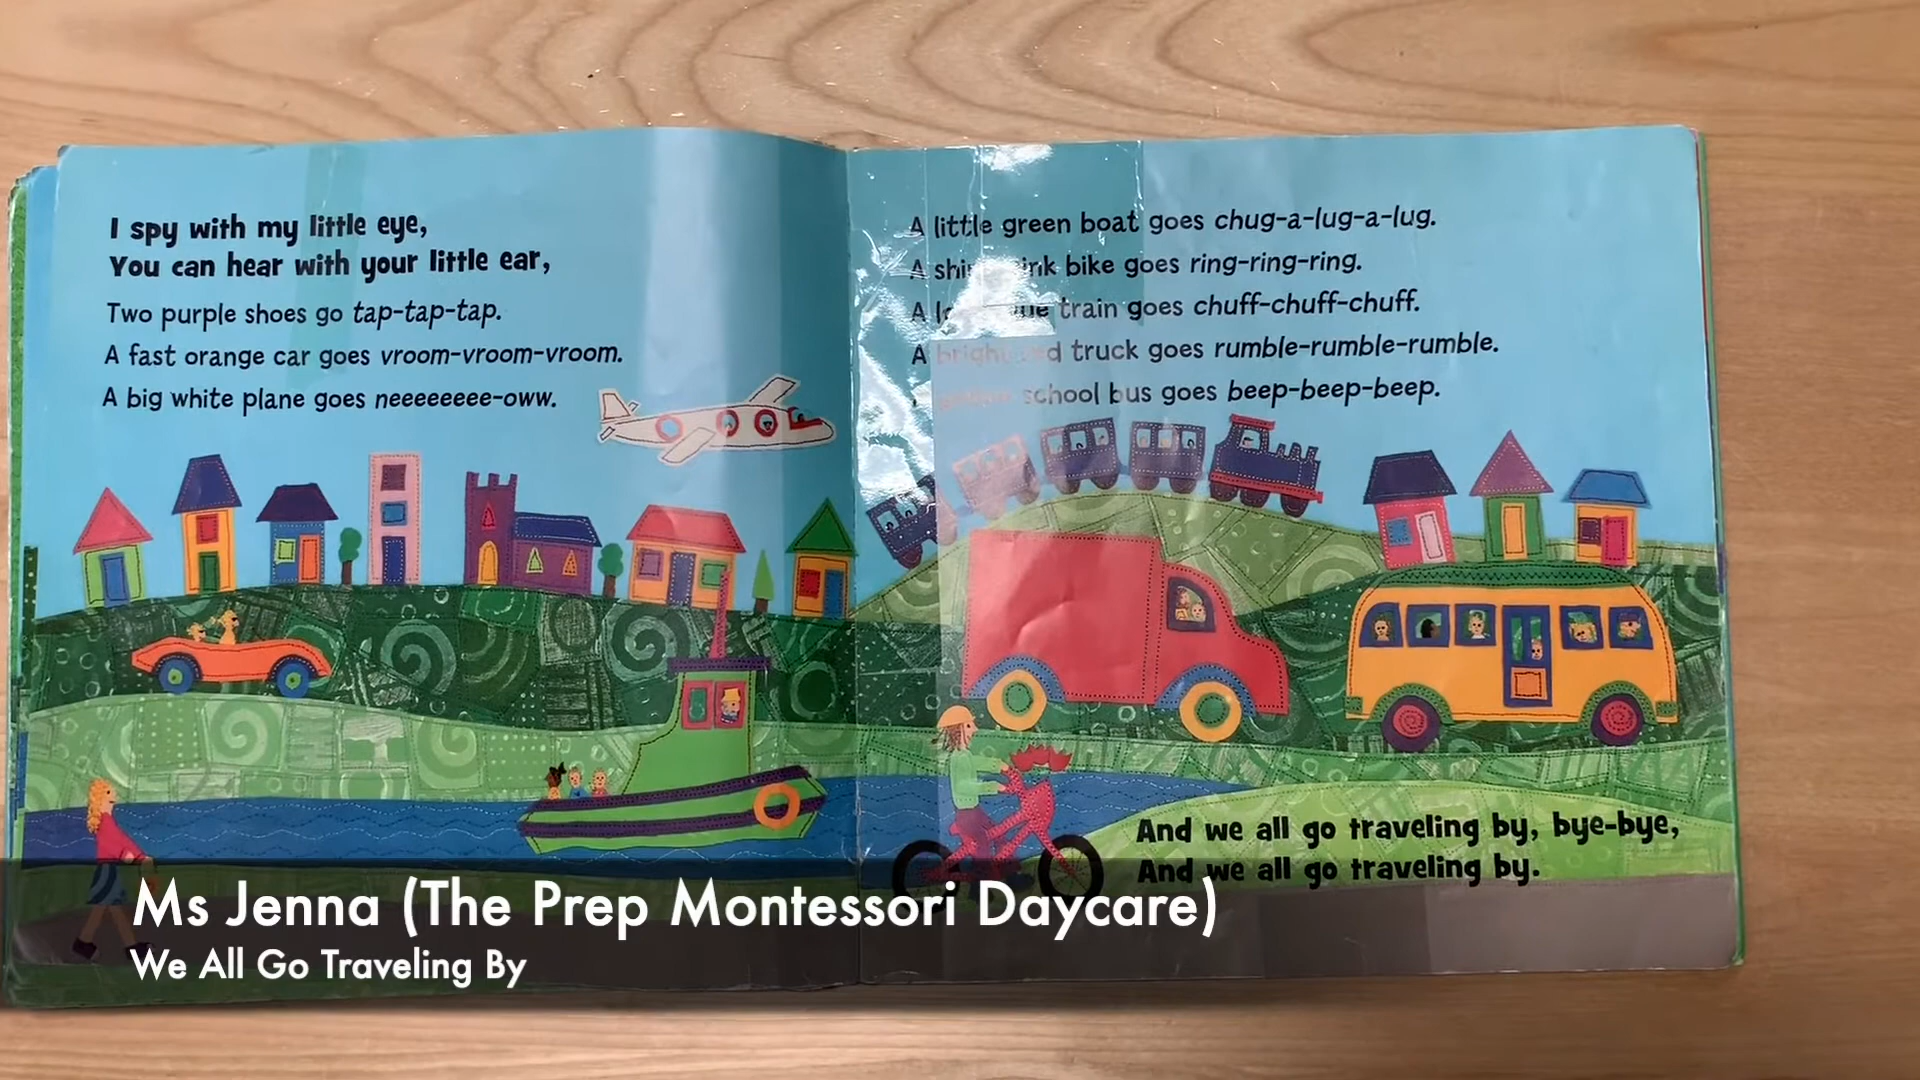 I spy with my little eye,
You can hear with your little ear,
Two purple shoes go tap-tap-tap.
A fast orange car goes vroom-vroom-vroom.
A big white plane goes neeeeeeee-oww.
A little green boat goes chug-a-lug-a-lug.
A bike goes ring-ring-ring.
A train goes chuff-chuff-chuff.
A bright red truck goes rumble-rumble-rumble.
school bus goes beep-beep-beep.
And we all go traveling by, bye-bye,
And we all go traveling by.
Ms Jenna (The Prep Montessori Daycare)
We All Go Traveling By